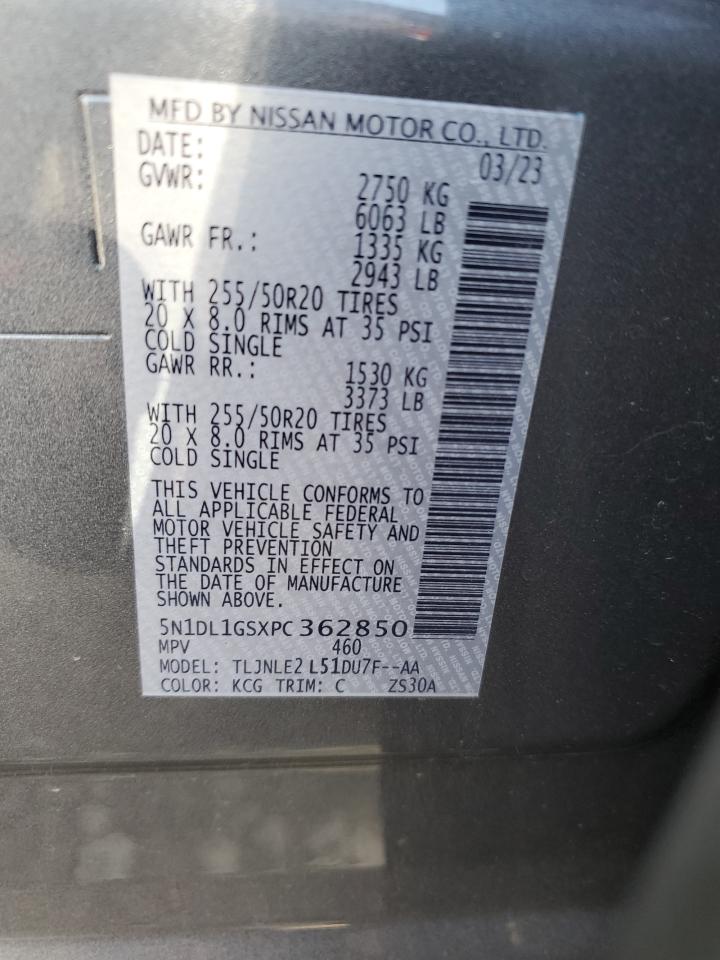 MFD BY NISSAN MOTOR CO., LTD.
DATE: 03/23
GVWR: 2750 KG
6063 LB
GAWR FR.: 1335 KG
2943 LB
WITH 255/50R20 TIRES
20 X 8.0 RIMS AT 35 PSI
COLD SINGLE
GAWR RR.: 1530 KG
3373 LB
WITH 255/50R20 TIRES
20 X 8.0 RIMS AT 35 PSI
COLD SINGLE
THIS VEHICLE CONFORMS TO
ALL APPLICABLE FEDERAL
MOTOR VEHICLE SAFETY AND
THEFT PREVENTION
STANDARDS IN EFFECT ON
THE DATE OF MANUFACTURE
SHOWN ABOVE.
5N1DL1GSXPC362850
MPV 460
MODEL: TLJNLE2 L51DU7F--AA
COLOR: KCG TRIM: C ZS30A